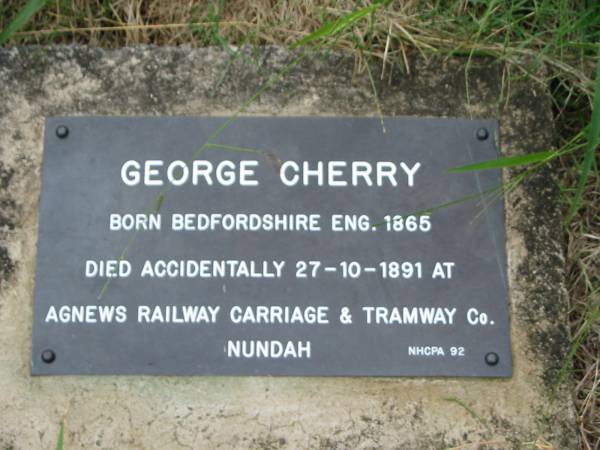 GEORGE CHERRY
BORN BEDFORDSHIRE ENG. 1865
DIED ACCIDENTALLY 27-10-1891 AT
AGNEWS RAILWAY CARRIAGE & TRAMWAY Co.
NUNDAH NHCPA 92